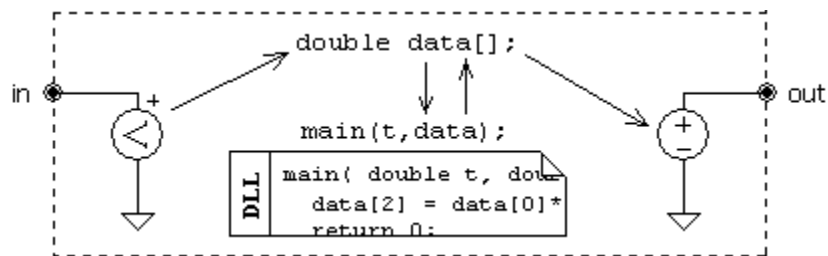 double data[];
in
+
V
out
+
−
main(t,data);
DLL
main( double t, dou
data[2] = data[0]*
return 0;